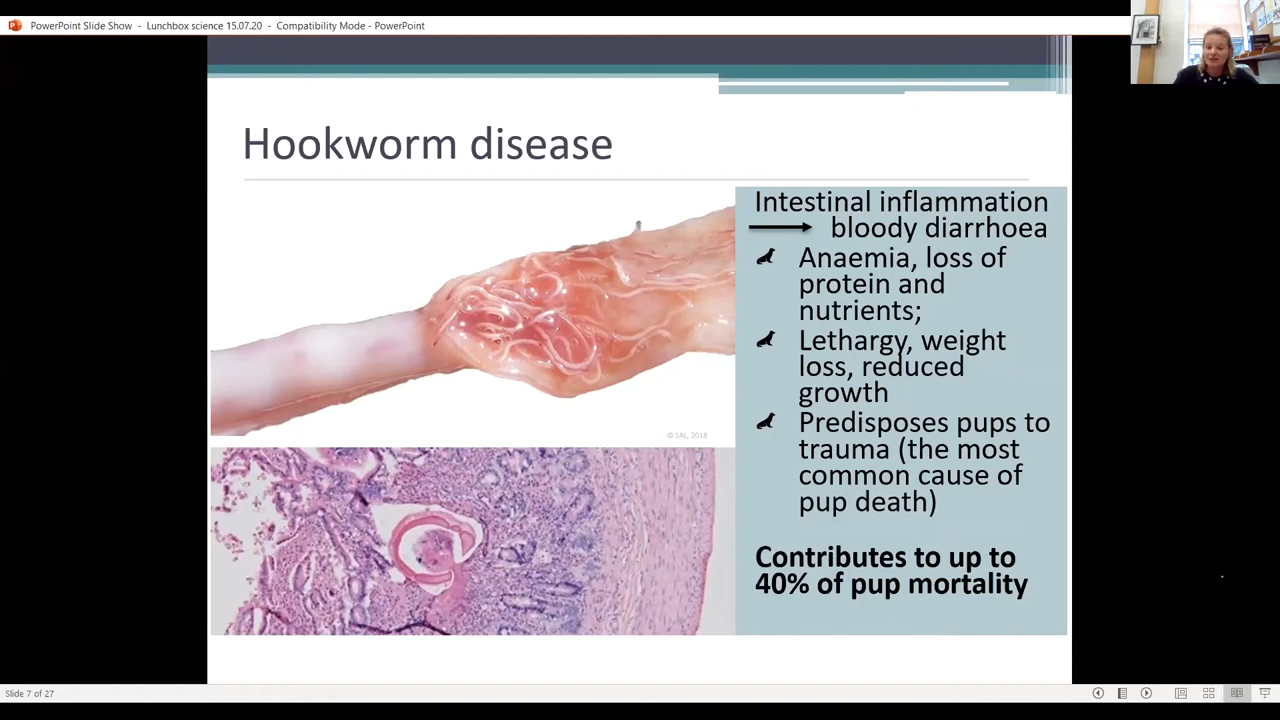 PowerPoint Slide Show - Lunchbox science 15.07.20 - Compatibility Mode - PowerPoint
Hookworm disease
Intestinal inflammation
bloody diarrhoea
Anaemia, loss of
protein and
nutrients;
Lethargy, weight
loss, reduced
growth
Predisposes pups to
trauma (the most
common cause of
pup death)
Contributes to up to
40% of pup mortality
© SAL, 2018
Slide 7 of 27